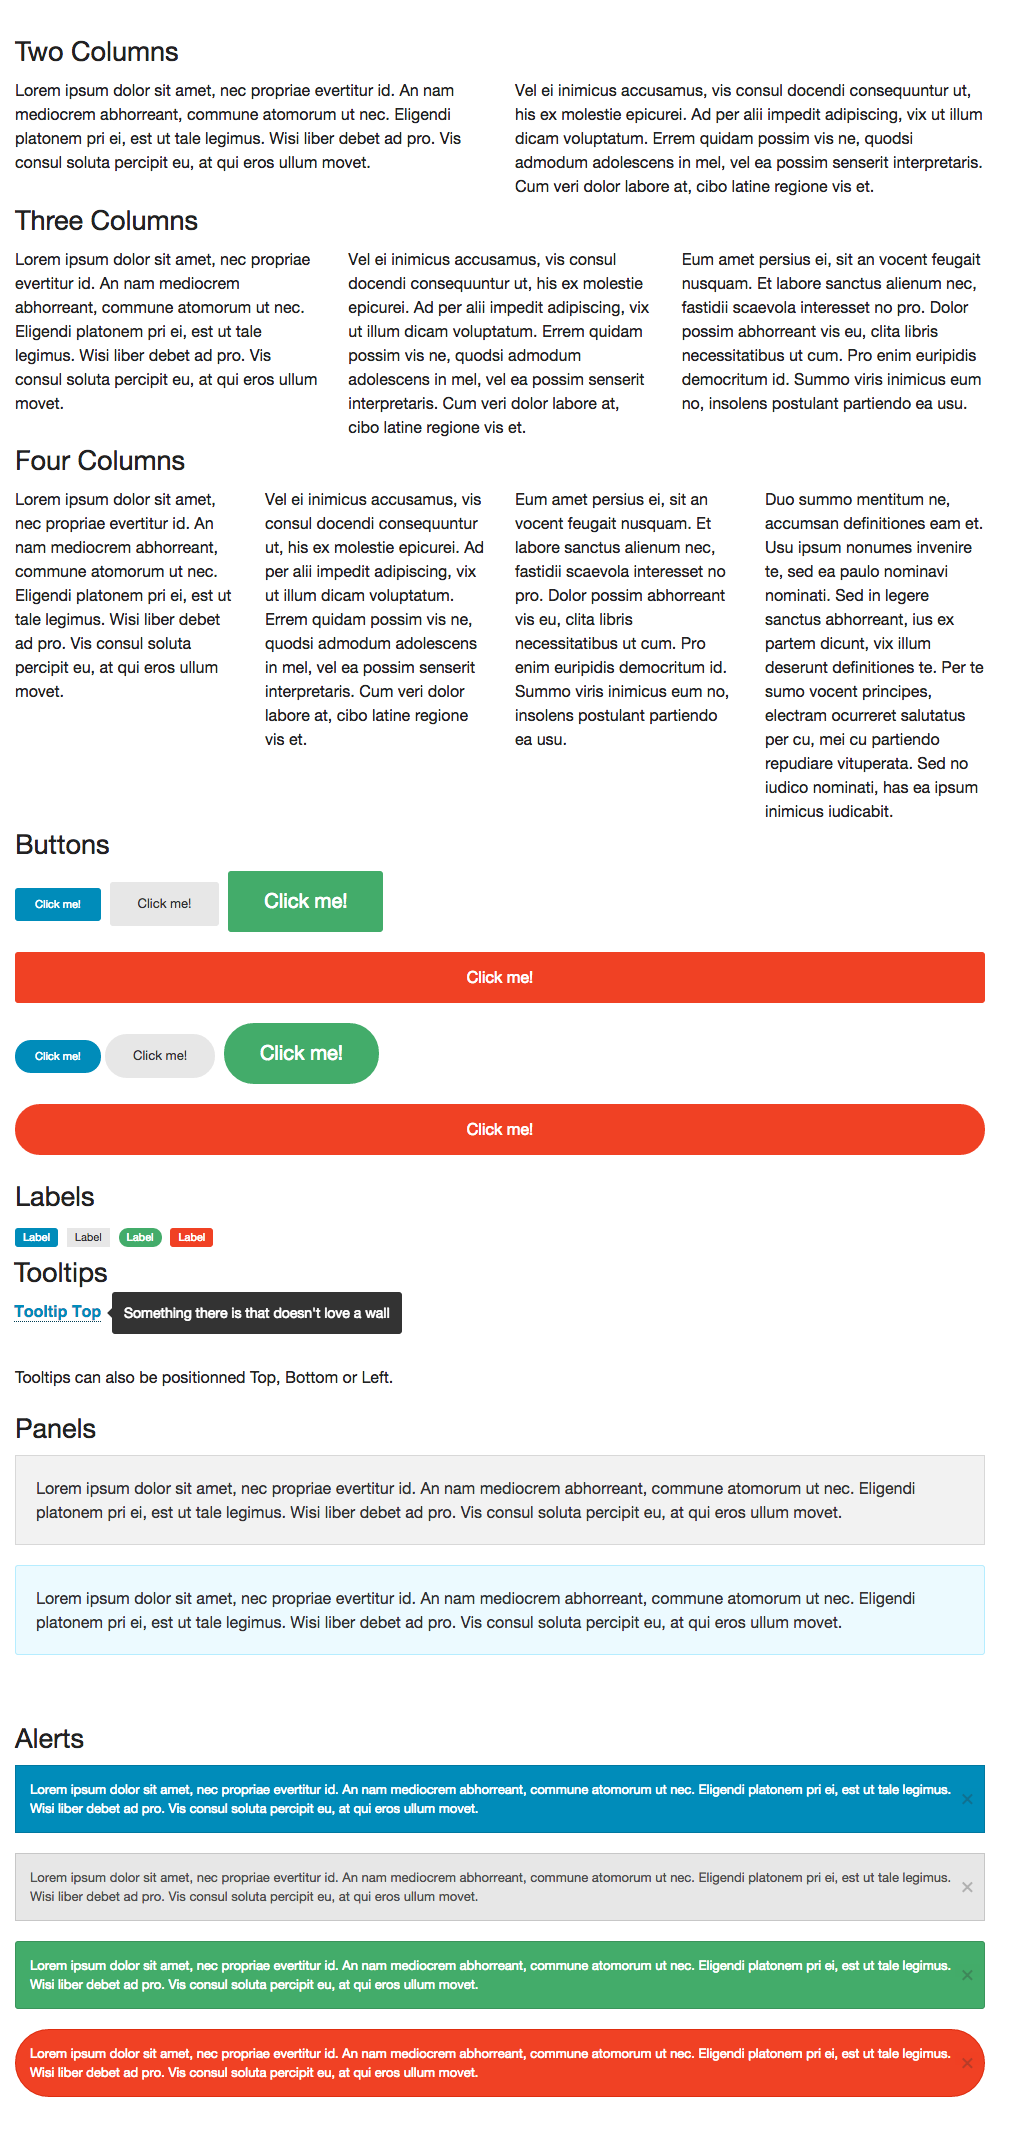 Two Columns
Lorem ipsum dolor sit amet, nec propriae evertitur id. An nam
mediocrem abhorreant, commune atomorum ut nec. Eligendi
platonem pri ei, est ut tale legimus. Wisi liber debet ad pro. Vis
consul soluta percipit eu, at qui eros ullum movet.
Vel ei inimicus accusamus, vis consul docendi consequuntur ut,
his ex molestie epicurei. Ad per alii impedit adipiscing, vix ut illum
dicam voluptatum. Errem quidam possim vis ne, quodsi
admodum adolescens in mel, vel ea possim senserit interpretaris.
Cum veri dolor labore at, cibo latine regione vis et.
Three Columns
Lorem ipsum dolor sit amet, nec propriae
evertitur id. An nam mediocrem
abhorreant, commune atomorum ut nec.
Eligendi platonem pri ei, est ut tale
legimus. Wisi liber debet ad pro. Vis
consul soluta percipit eu, at qui eros ullum
movet.
Vel ei inimicus accusamus, vis consul
docendi consequuntur ut, his ex molestie
epicurei. Ad per alii impedit adipiscing, vix
ut illum dicam voluptatum. Errem quidam
possim vis ne, quodsi admodum
adolescens in mel, vel ea possim senserit
interpretaris. Cum veri dolor labore at,
cibo latine regione vis et.
Eum amet persius ei, sit an vocent feugait
nusquam. Et labore sanctus alienum nec,
fastidii scaevola interesset no pro. Dolor
possim abhorreant vis eu, clita libris
necessitatibus ut cum. Pro enim euripidis
democritum id. Summo viris inimicus eum
no, insolens postulant partiendo ea usu.
Four Columns
Lorem ipsum dolor sit amet,
nec propriae evertitur id. An
nam mediocrem abhorreant,
commune atomorum ut nec.
Eligendi platonem pri ei, est ut
tale legimus. Wisi liber debet
ad pro. Vis consul soluta
percipit eu, at qui eros ullum
movet.
Vel ei inimicus accusamus, vis
consul docendi consequuntur
ut, his ex molestie epicurei. Ad
per alii impedit adipiscing, vix
ut illum dicam voluptatum.
Errem quidam possim vis ne,
quodsi admodum adolescens
in mel, vel ea possim senserit
interpretaris. Cum veri dolor
labore at, cibo latine regione
vis et.
Eum amet persius ei, sit an
vocent feugait nusquam. Et
labore sanctus alienum nec,
fastidii scaevola interesset no
pro. Dolor possim abhorreant
vis eu, clita libris
necessitatibus ut cum. Pro
enim euripidis democritum id.
Summo viris inimicus eum no,
insolens postulant partiendo
ea usu.
Duo summo mentitum ne,
accumsan definitiones eam et.
Usu ipsum nonumes invenire
te, sed ea paulo nominavi
nominati. Sed in legere
sanctus abhorreant, ius ex
partem dicunt, vix illum
deserunt definitiones te. Per te
sumo vocent principes,
electram ocurreret salutatus
per cu, mei cu partiendo
repudiare vituperata. Sed no
iudico nominati, has ea ipsum
inimicus iudicabit.
Buttons
Click me! Click me! Click me!
Click me!
Click me! Click me! Click me!
Click me!
Labels
Label Label Label Label
Tooltips
Tooltip Top Something there is that doesn't love a wall
Tooltips can also be positionned Top, Bottom or Left.
Panels
Lorem ipsum dolor sit amet, nec propriae evertitur id. An nam mediocrem abhorreant, commune atomorum ut nec. Eligendi
platonem pri ei, est ut tale legimus. Wisi liber debet ad pro. Vis consul soluta percipit eu, at qui eros ullum movet.
Lorem ipsum dolor sit amet, nec propriae evertitur id. An nam mediocrem abhorreant, commune atomorum ut nec. Eligendi
platonem pri ei, est ut tale legimus. Wisi liber debet ad pro. Vis consul soluta percipit eu, at qui eros ullum movet.
Alerts
Lorem ipsum dolor sit amet, nec propriae evertitur id. An nam mediocrem abhorreant, commune atomorum ut nec. Eligendi platonem pri ei, est ut tale legimus. ×
Wisi liber debet ad pro. Vis consul soluta percipit eu, at qui eros ullum movet.
Lorem ipsum dolor sit amet, nec propriae evertitur id. An nam mediocrem abhorreant, commune atomorum ut nec. Eligendi platonem pri ei, est ut tale legimus. ×
Wisi liber debet ad pro. Vis consul soluta percipit eu, at qui eros ullum movet.
Lorem ipsum dolor sit amet, nec propriae evertitur id. An nam mediocrem abhorreant, commune atomorum ut nec. Eligendi platonem pri ei, est ut tale legimus. ×
Wisi liber debet ad pro. Vis consul soluta percipit eu, at qui eros ullum movet.
Lorem ipsum dolor sit amet, nec propriae evertitur id. An nam mediocrem abhorreant, commune atomorum ut nec. Eligendi platonem pri ei, est ut tale legimus. ×
Wisi liber debet ad pro. Vis consul soluta percipit eu, at qui eros ullum movet.